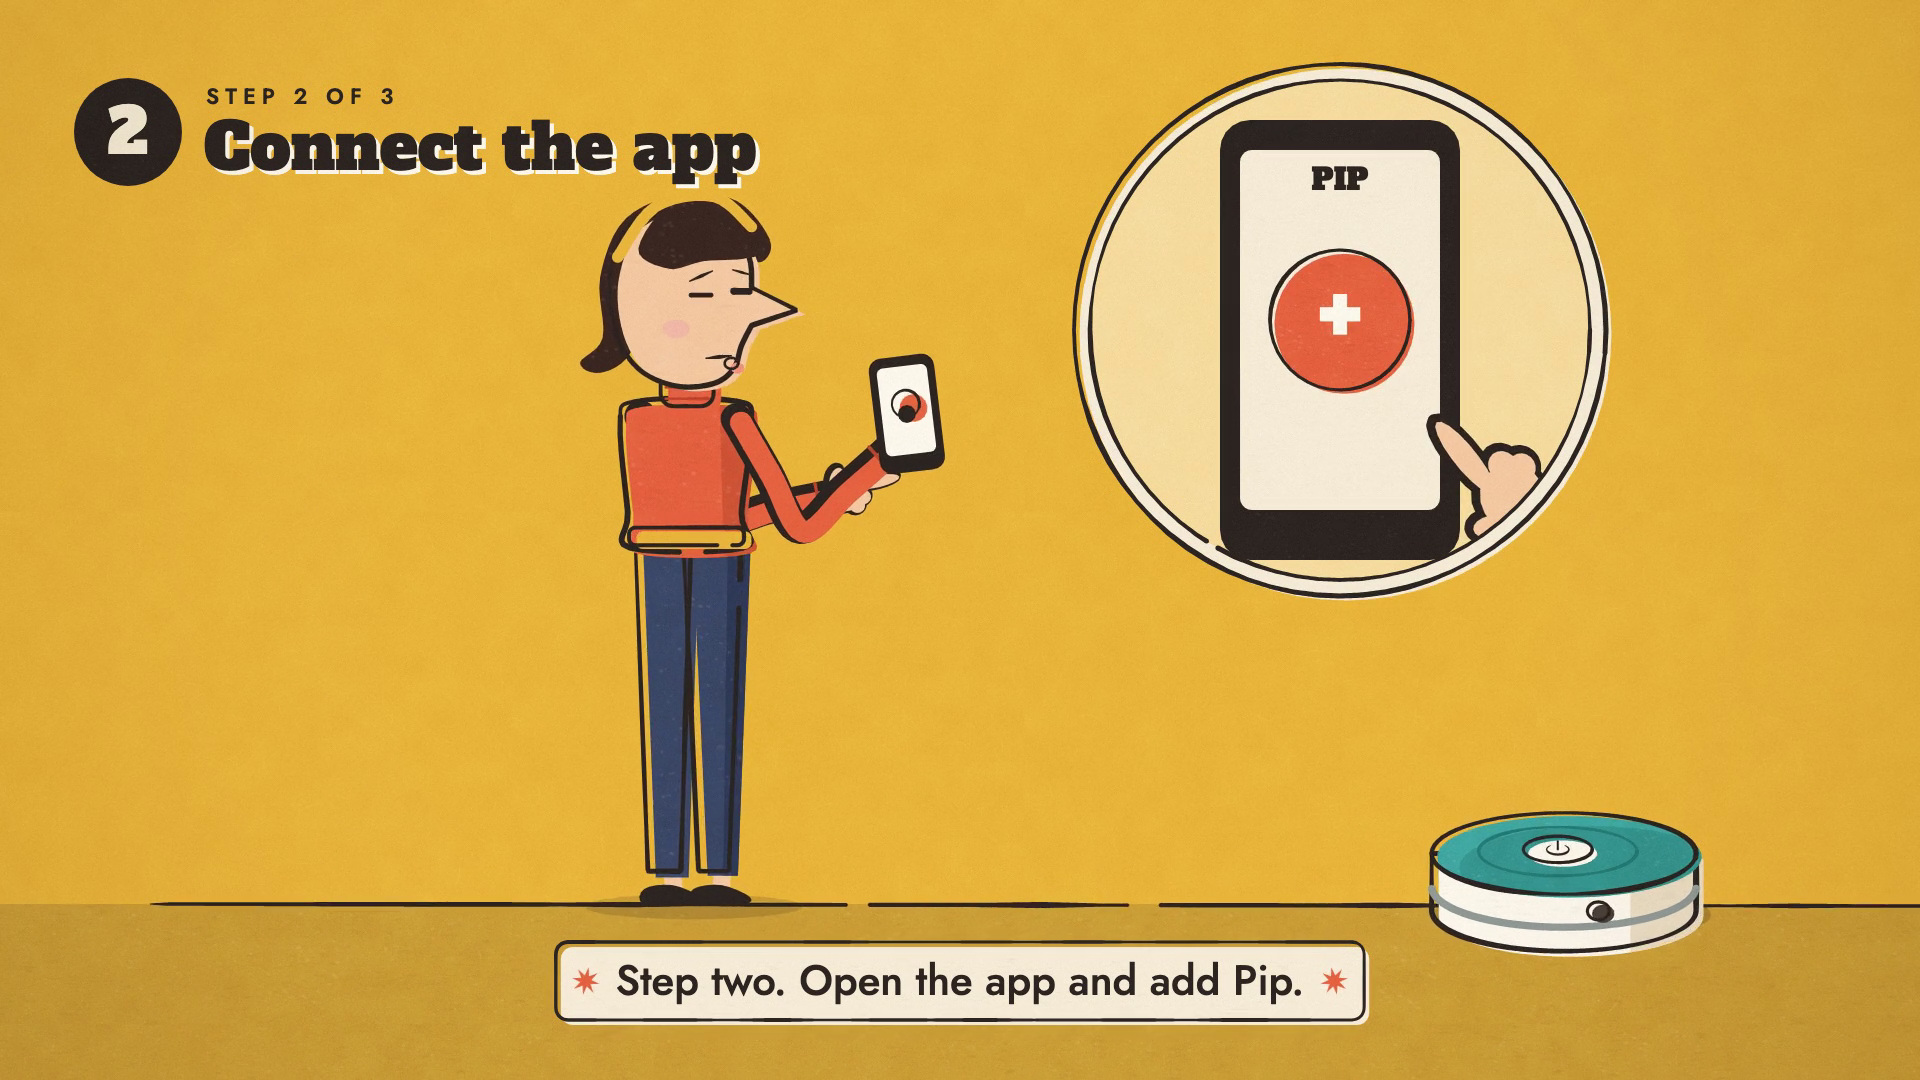 2
STEP 2 OF 3
Connect the app
PIP
Step two. Open the app and add Pip.